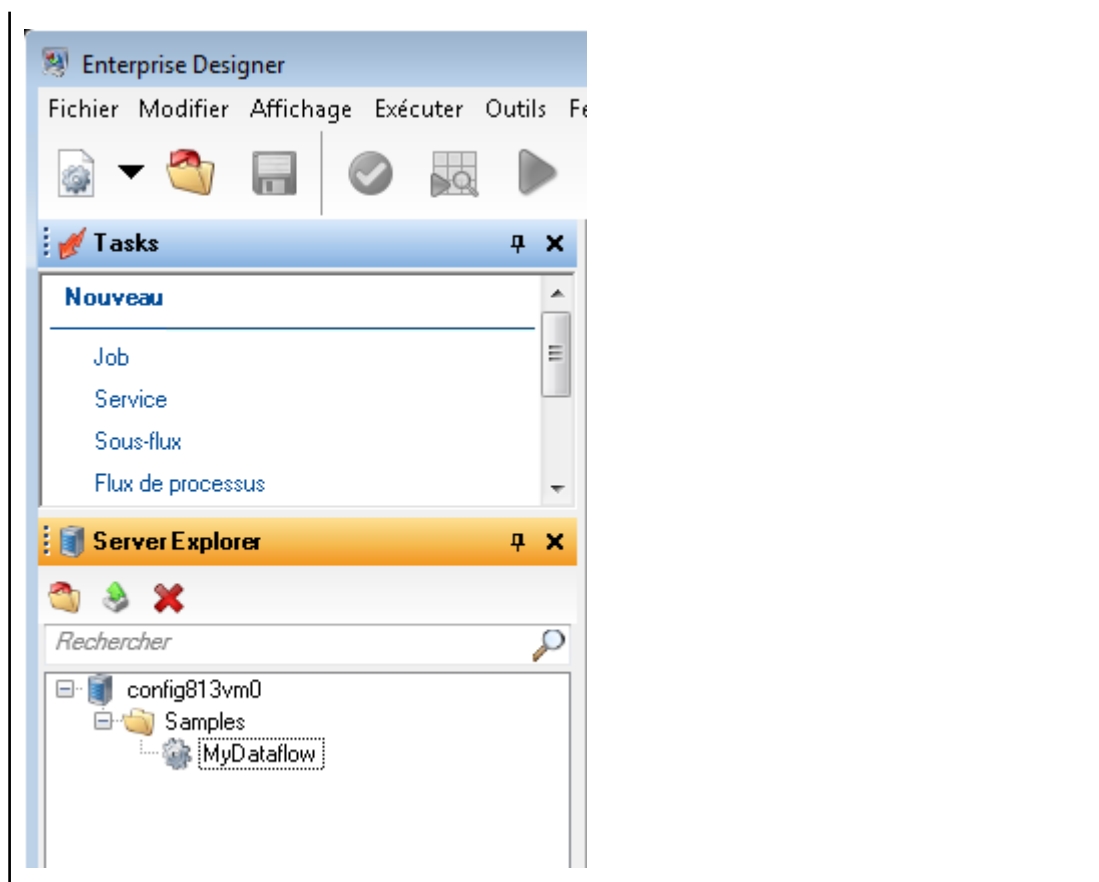 Enterprise Designer
Fichier Modifier Affichage Exécuter Outils
Tasks
Nouveau
Job
Service
Sous-flux
Flux de processus
Server Explorer
Rechercher
config813vm0
Samples
MyDataflow